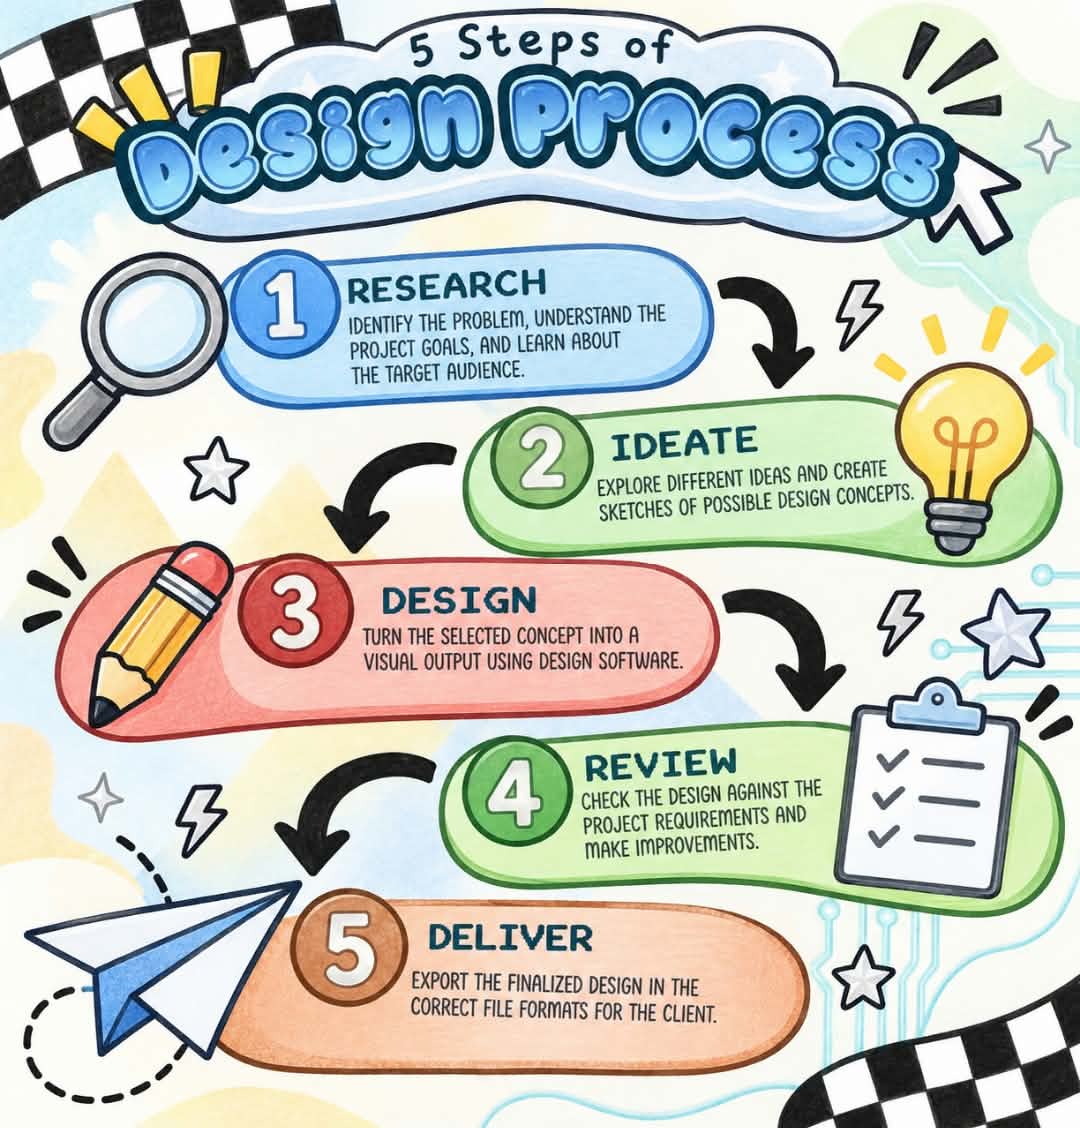 5 Steps of
Design Process
1
RESEARCH
IDENTIFY THE PROBLEM, UNDERSTAND THE
PROJECT GOALS, AND LEARN ABOUT
THE TARGET AUDIENCE.
2
IDEATE
EXPLORE DIFFERENT IDEAS AND CREATE
SKETCHES OF POSSIBLE DESIGN CONCEPTS.
3
DESIGN
TURN THE SELECTED CONCEPT INTO A
VISUAL OUTPUT USING DESIGN SOFTWARE.
4
REVIEW
CHECK THE DESIGN AGAINST THE
PROJECT REQUIREMENTS AND
MAKE IMPROVEMENTS.
5
DELIVER
EXPORT THE FINALIZED DESIGN IN THE
CORRECT FILE FORMATS FOR THE CLIENT.